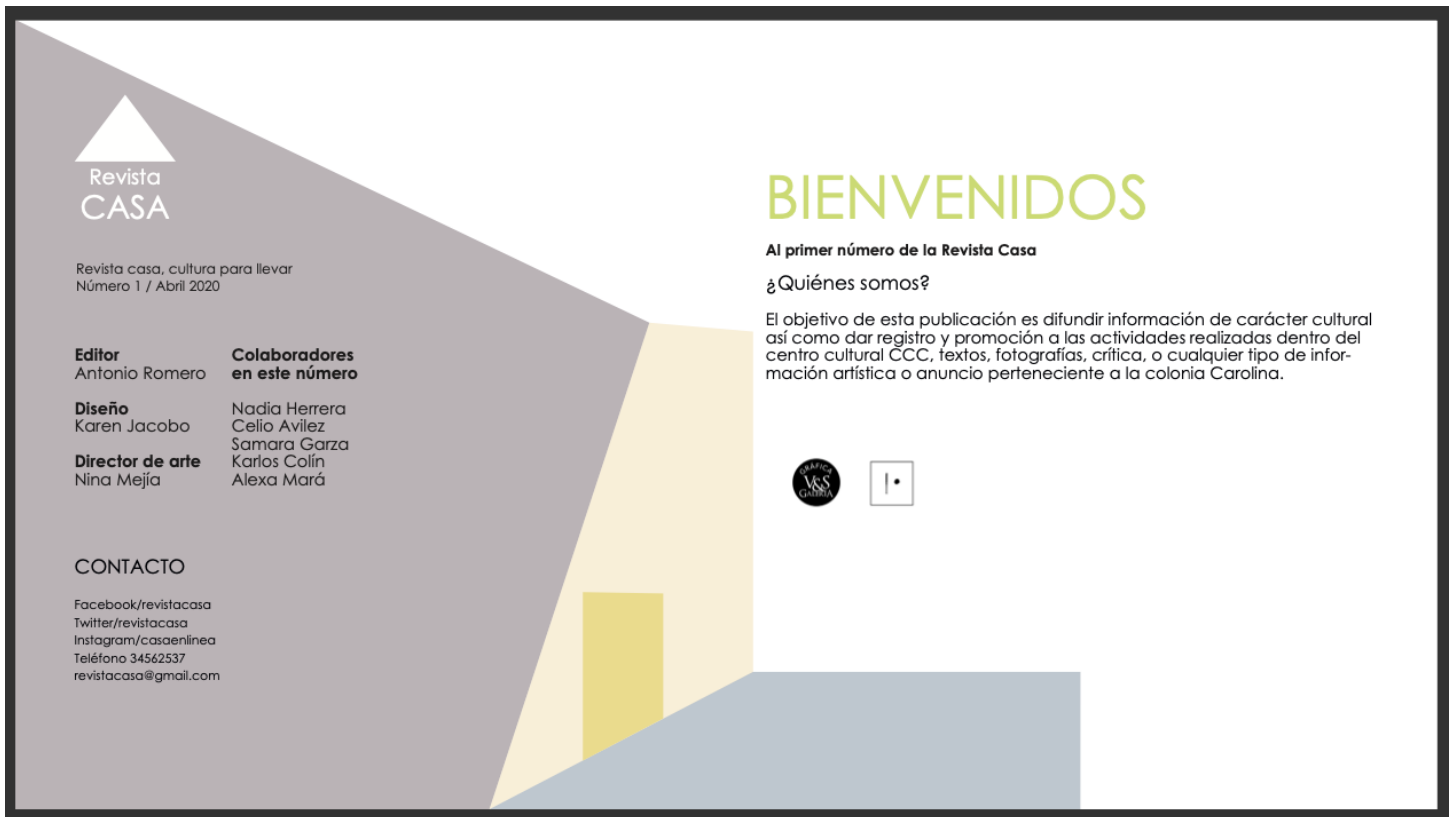 Revista
CASA
Revista casa, cultura para llevar
Número 1 / Abril 2020
Editor
Antonio Romero
Diseño
Karen Jacobo
Director de arte
Nina Mejía
Colaboradores
en este número
Nadia Herrera
Celio Avilez
Samara Garza
Karlos Colín
Alexa Mará
CONTACTO
Facebook/revistacasa
Twitter/revistacasa
Instagram/casaenlinea
Teléfono 34562537
revistacasa@gmail.com
BIENVENIDOS
Al primer número de la Revista Casa
¿Quiénes somos?
El objetivo de esta publicación es difundir información de carácter cultural
así como dar registro y promoción a las actividades realizadas dentro del
centro cultural CCC, textos, fotografías, crítica, o cualquier tipo de infor-
mación artística o anuncio perteneciente a la colonia Carolina.
GRÁFICA
V&S
GALERÍA